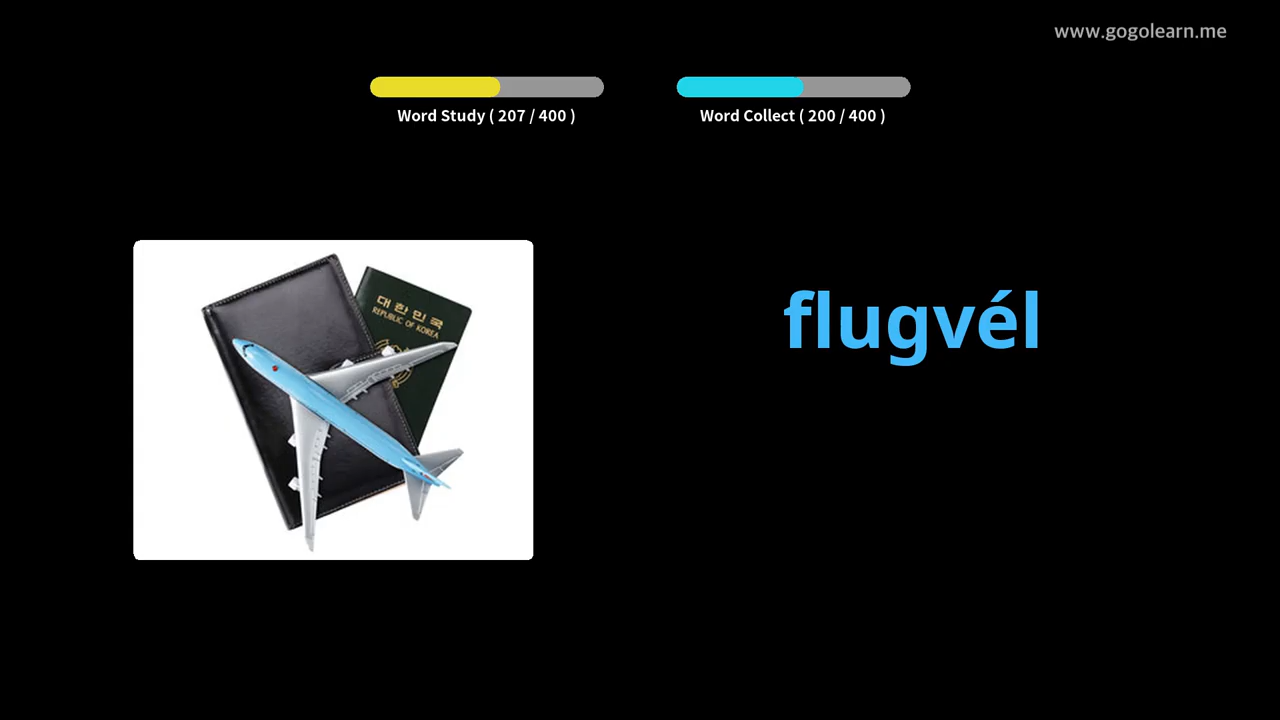 www.gogolearn.me
Word Study ( 207 / 400 )
Word Collect ( 200 / 400 )
대한민국
REPUBLIC OF KOREA
flugvél